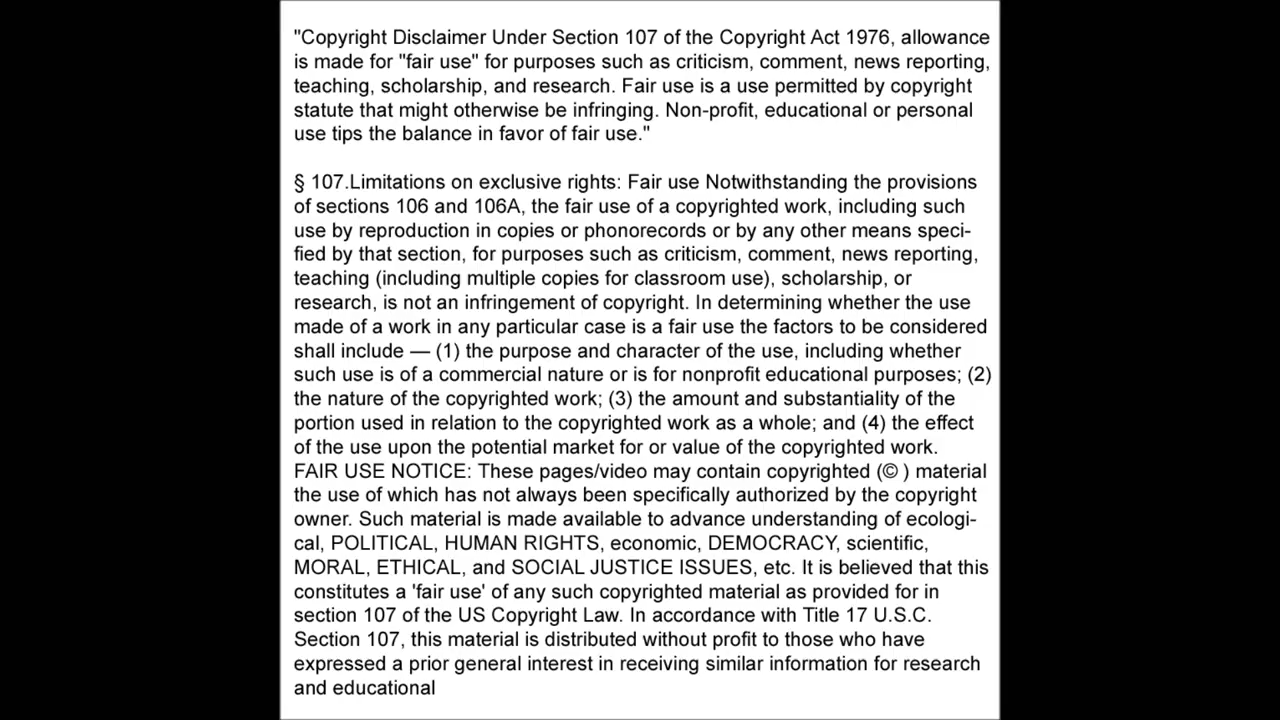 "Copyright Disclaimer Under Section 107 of the Copyright Act 1976, allowance
is made for "fair use" for purposes such as criticism, comment, news reporting,
teaching, scholarship, and research. Fair use is a use permitted by copyright
statute that might otherwise be infringing. Non-profit, educational or personal
use tips the balance in favor of fair use."
§ 107.Limitations on exclusive rights: Fair use Notwithstanding the provisions
of sections 106 and 106A, the fair use of a copyrighted work, including such
use by reproduction in copies or phonorecords or by any other means speci-
fied by that section, for purposes such as criticism, comment, news reporting,
teaching (including multiple copies for classroom use), scholarship, or
research, is not an infringement of copyright. In determining whether the use
made of a work in any particular case is a fair use the factors to be considered
shall include — (1) the purpose and character of the use, including whether
such use is of a commercial nature or is for nonprofit educational purposes; (2)
the nature of the copyrighted work; (3) the amount and substantiality of the
portion used in relation to the copyrighted work as a whole; and (4) the effect
of the use upon the potential market for or value of the copyrighted work.
FAIR USE NOTICE: These pages/video may contain copyrighted (© ) material
the use of which has not always been specifically authorized by the copyright
owner. Such material is made available to advance understanding of ecologi-
cal, POLITICAL, HUMAN RIGHTS, economic, DEMOCRACY, scientific,
MORAL, ETHICAL, and SOCIAL JUSTICE ISSUES, etc. It is believed that this
constitutes a 'fair use' of any such copyrighted material as provided for in
section 107 of the US Copyright Law. In accordance with Title 17 U.S.C.
Section 107, this material is distributed without profit to those who have
expressed a prior general interest in receiving similar information for research
and educational